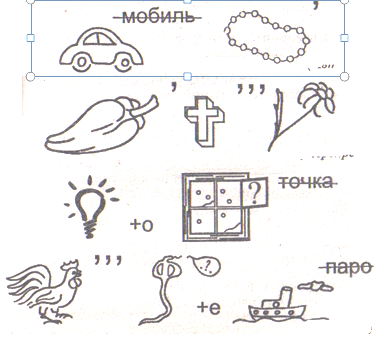 мобиль ,
, ,,,
точка
? +о
,,, паро
? +е